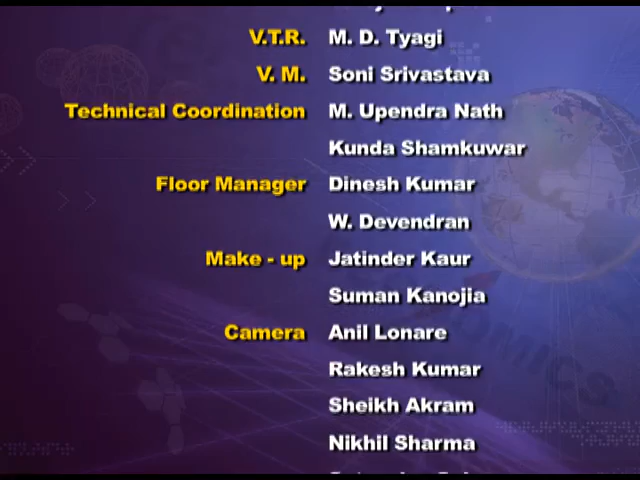 V.T.R. M. D. Tyagi
V. M. Soni Srivastava
Technical Coordination M. Upendra Nath
Kunda Shamkuwar
Floor Manager Dinesh Kumar
W. Devendran
Make - up Jatinder Kaur
Suman Kanojia
Camera Anil Lonare
Rakesh Kumar
Sheikh Akram
Nikhil Sharma